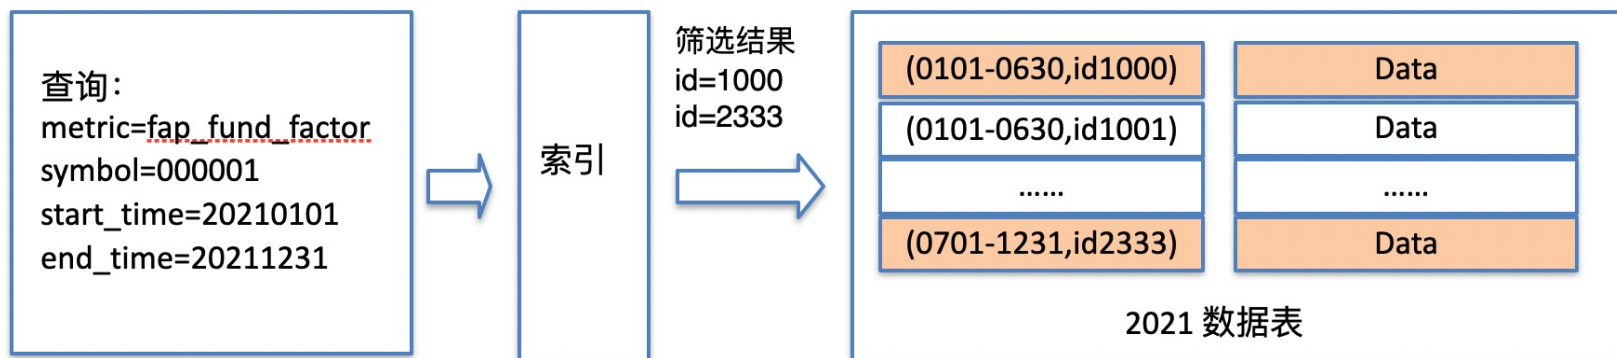 查询：
metric=fap_fund_factor
symbol=000001
start_time=20210101
end_time=20211231
索引
筛选结果
id=1000
id=2333
(0101-0630,id1000)
Data
(0101-0630,id1001)
Data
......
......
(0701-1231,id2333)
Data
2021 数据表